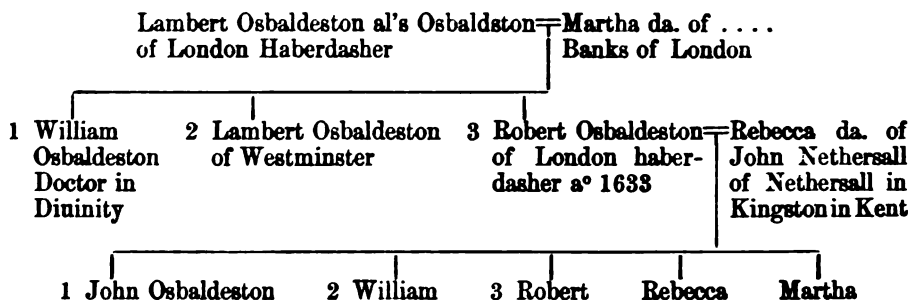 Lambert Osbaldeston al's Osbaldston=Martha da. of ....
of London Haberdasher Banks of London
1 William 2 Lambert Osbaldeston 3 Robert Osbaldeston=Rebecca da. of
Osbaldeston of Westminster of London haber- John Nethersall
Doctor in dasher aº 1633 of Nethersall in
Diuinity Kingston in Kent
1 John Osbaldeston 2 William 3 Robert Rebecca Martha